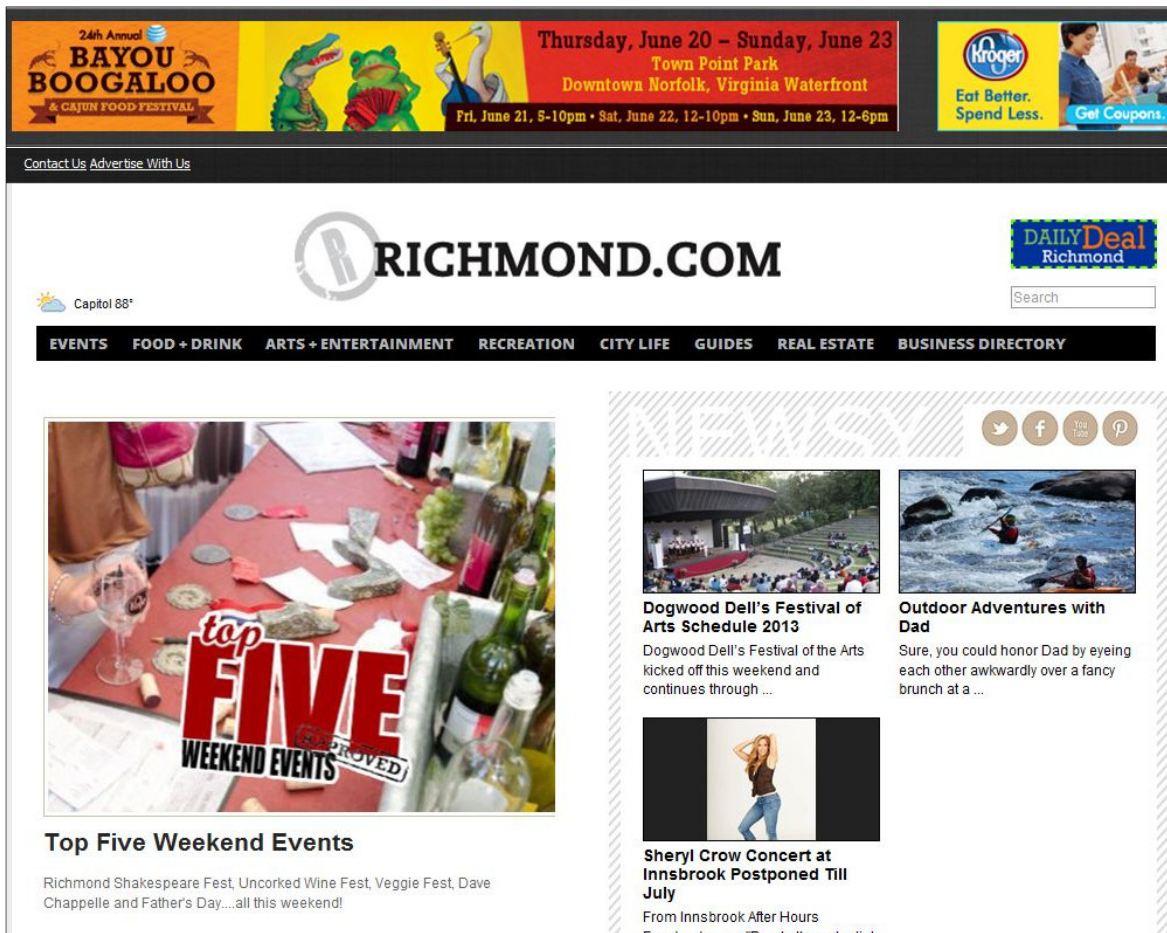 24th Annual
BAYOU
BOOGALOO
& CAJUN FOOD FESTIVAL
Thursday, June 20 – Sunday, June 23
Town Point Park
Downtown Norfolk, Virginia Waterfront
Fri, June 21, 5-10pm • Sat, June 22, 12-10pm • Sun, June 23, 12-6pm
Kroger
Eat Better.
Spend Less.
Get Coupons.
Contact Us Advertise With Us
R RICHMOND.COM
DAILY Deal
Richmond
Capitol 88°
Search
EVENTS FOOD + DRINK ARTS + ENTERTAINMENT RECREATION CITY LIFE GUIDES REAL ESTATE BUSINESS DIRECTORY
top
FIVE
WEEKEND EVENTS
APPROVED
Top Five Weekend Events
Richmond Shakespeare Fest, Uncorked Wine Fest, Veggie Fest, Dave
Chappelle and Father's Day....all this weekend!
NEWSY
You
Tube
Dogwood Dell's Festival of
Arts Schedule 2013
Dogwood Dell's Festival of the Arts
kicked off this weekend and
continues through ...
Outdoor Adventures with
Dad
Sure, you could honor Dad by eyeing
each other awkwardly over a fancy
brunch at a ...
Sheryl Crow Concert at
Innsbrook Postponed Till
July
From Innsbrook After Hours